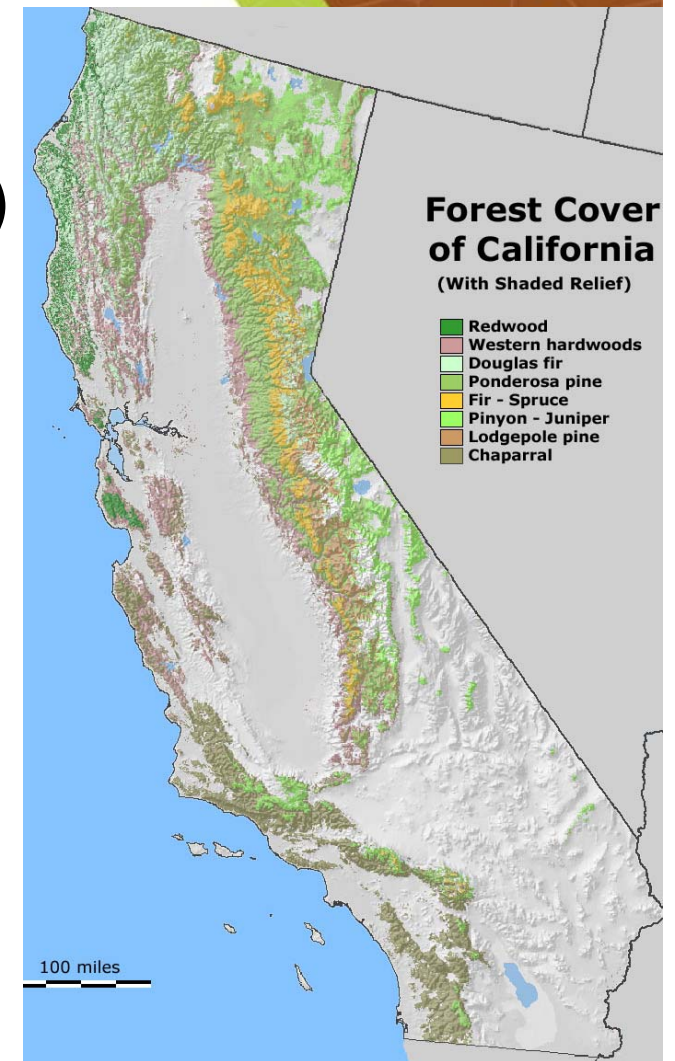 Forest Cover
of California
(With Shaded Relief)
Redwood
Western hardwoods
Douglas fir
Ponderosa pine
Fir - Spruce
Pinyon - Juniper
Lodgepole pine
Chaparral
100 miles